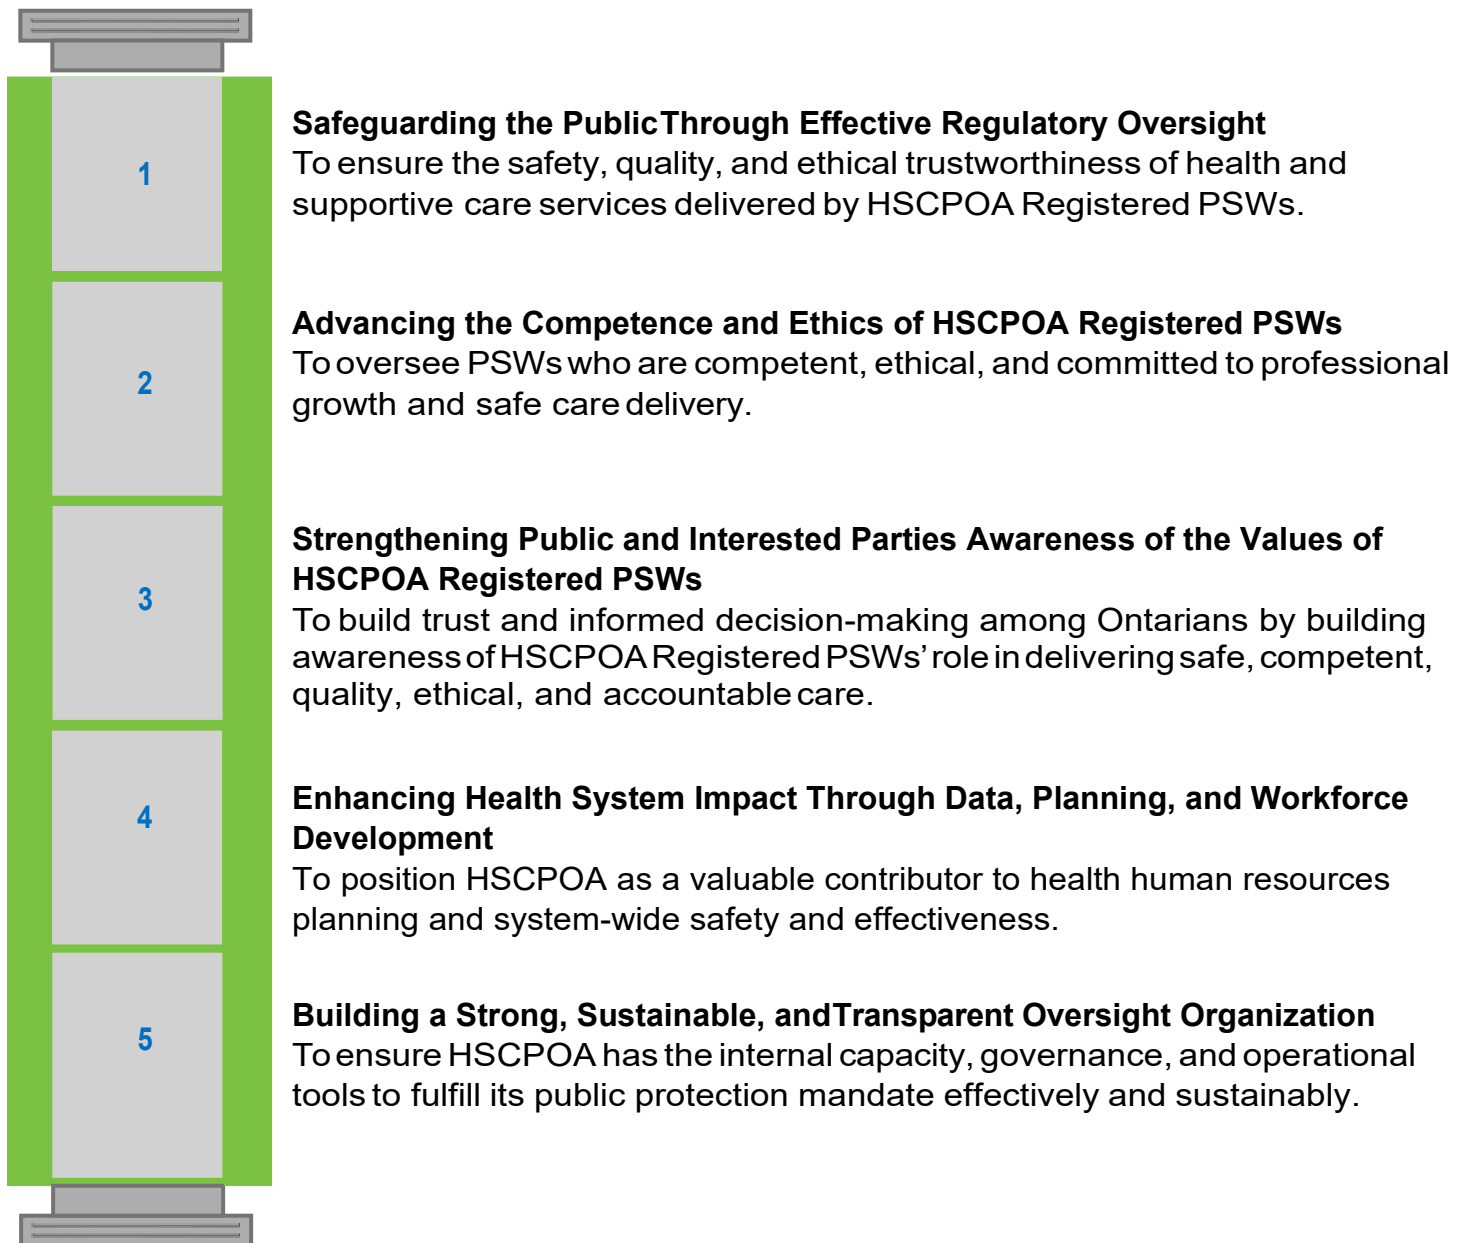 1
Safeguarding the Public Through Effective Regulatory Oversight
To ensure the safety, quality, and ethical trustworthiness of health and
supportive care services delivered by HSCPOA Registered PSWs.
2
Advancing the Competence and Ethics of HSCPOA Registered PSWs
To oversee PSWs who are competent, ethical, and committed to professional
growth and safe care delivery.
3
Strengthening Public and Interested Parties Awareness of the Values of
HSCPOA Registered PSWs
To build trust and informed decision-making among Ontarians by building
awareness of HSCPOA Registered PSWs’ role in delivering safe, competent,
quality, ethical, and accountable care.
4
Enhancing Health System Impact Through Data, Planning, and Workforce
Development
To position HSCPOA as a valuable contributor to health human resources
planning and system-wide safety and effectiveness.
5
Building a Strong, Sustainable, and Transparent Oversight Organization
To ensure HSCPOA has the internal capacity, governance, and operational
tools to fulfill its public protection mandate effectively and sustainably.